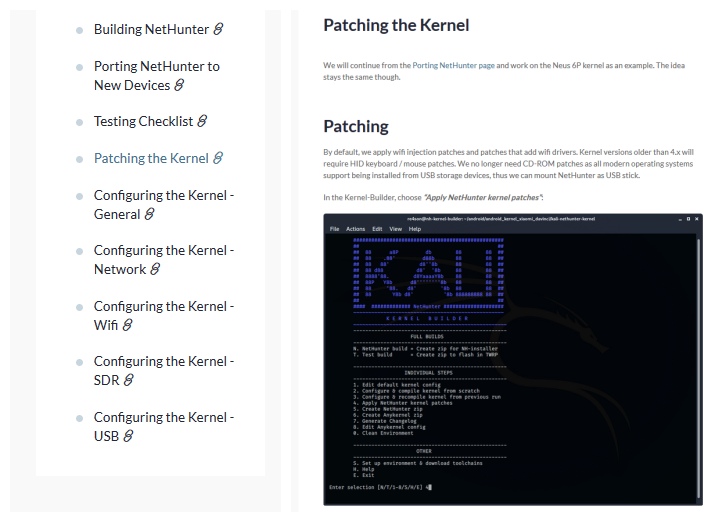 Building NetHunter
Porting NetHunter to
New Devices
Testing Checklist
Patching the Kernel
Configuring the Kernel -
General
Configuring the Kernel -
Network
Configuring the Kernel -
Wifi
Configuring the Kernel -
SDR
Configuring the Kernel -
USB
Patching the Kernel
We will continue from the Porting NetHunter page and work on the Neus 6P kernel as an example. The idea
stays the same though.
Patching
By default, we apply wifi injection patches and patches that add wifi drivers. Kernel versions older than 4.x will
require HID keyboard / mouse patches. We no longer need CD-ROM patches as all modern operating systems
support being installed from USB storage devices, thus we can mount NetHunter as USB stick.
In the Kernel-Builder, choose "Apply NetHunter kernel patches":
re4son@nh-kernel-builder: ~/android/android_kernel_xiaomi_davinci/kali-nethunter-kernel
File Actions Edit View Help
NetHunter
KERNEL BUILDER
FULL BUILDS
N. NetHunter build = Create zip for NH-installer
T. Test build = Create zip to flash in TWRP
INDIVIDUAL STEPS
1. Edit default kernel config
2. Configure & compile kernel from scratch
3. Configure & recompile kernel from previous run
4. Apply NetHunter kernel patches
5. Create NetHunter zip
6. Create Anykernel zip
7. Generate Changelog
8. Edit Anykernel config
0. Clean Environment
OTHER
S. Set up environment & download toolchains
H. Help
E. Exit
Enter selection [N/T/1-8/S/H/E] 4